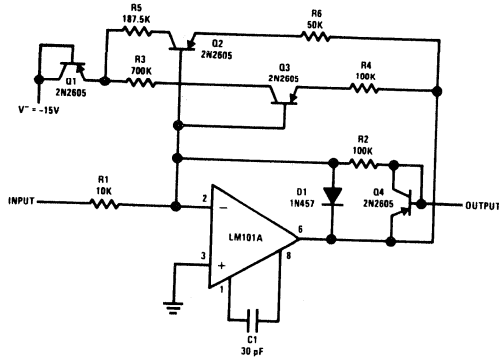 R5
187.5K
Q2
2N2605
R6
50K
Q1
2N2605
R3
700K
Q3
2N2605
R4
100K
V⁻ = -15V
R2
100K
R1
10K
INPUT
2
−
D1
1N457
Q4
2N2605
OUTPUT
6
LM101A
8
3
+
1
C1
30 pF